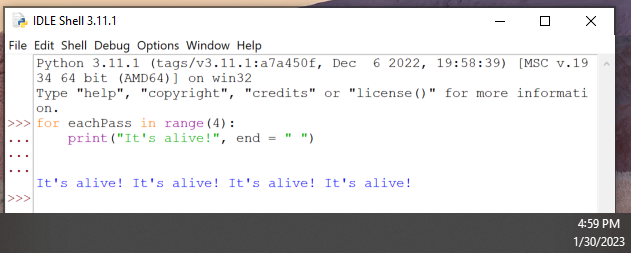 IDLE Shell 3.11.1
File Edit Shell Debug Options Window Help
Python 3.11.1 (tags/v3.11.1:a7a450f, Dec  6 2022, 19:58:39) [MSC v.19
34 64 bit (AMD64)] on win32
Type "help", "copyright", "credits" or "license()" for more informati
on.
>>> for eachPass in range(4):
...     print("It's alive!", end = " ")
...
...
It's alive! It's alive! It's alive! It's alive!
>>>
4:59 PM
1/30/2023